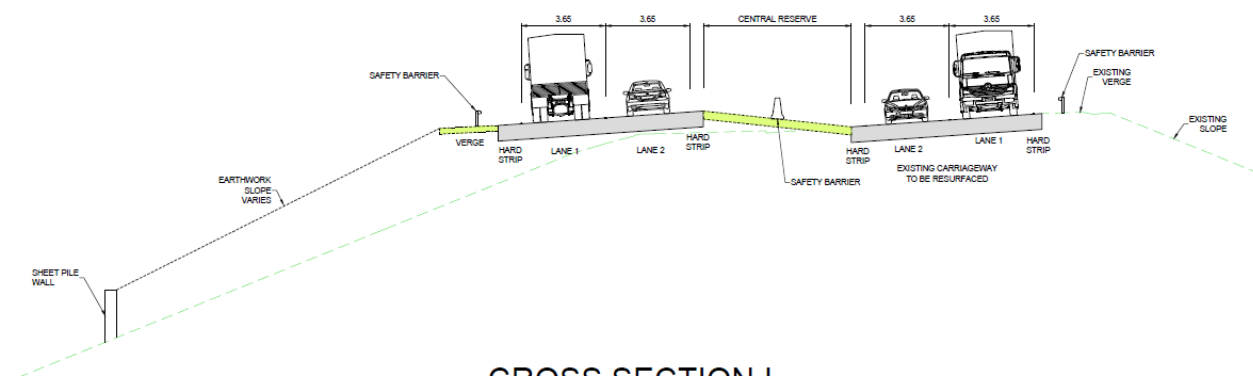 3.65
3.65
CENTRAL RESERVE
3.65
3.65
SAFETY BARRIER
SAFETY BARRIER
EXISTING
VERGE
EXISTING
SLOPE
VERGE
HARD
STRIP
LANE 1
LANE 2
HARD
STRIP
HARD
STRIP
LANE 2
LANE 1
HARD
STRIP
EXISTING CARRIAGEWAY
TO BE RESURFACED
SAFETY BARRIER
EARTHWORK
SLOPE
VARIES
SHEET PILE
WALL